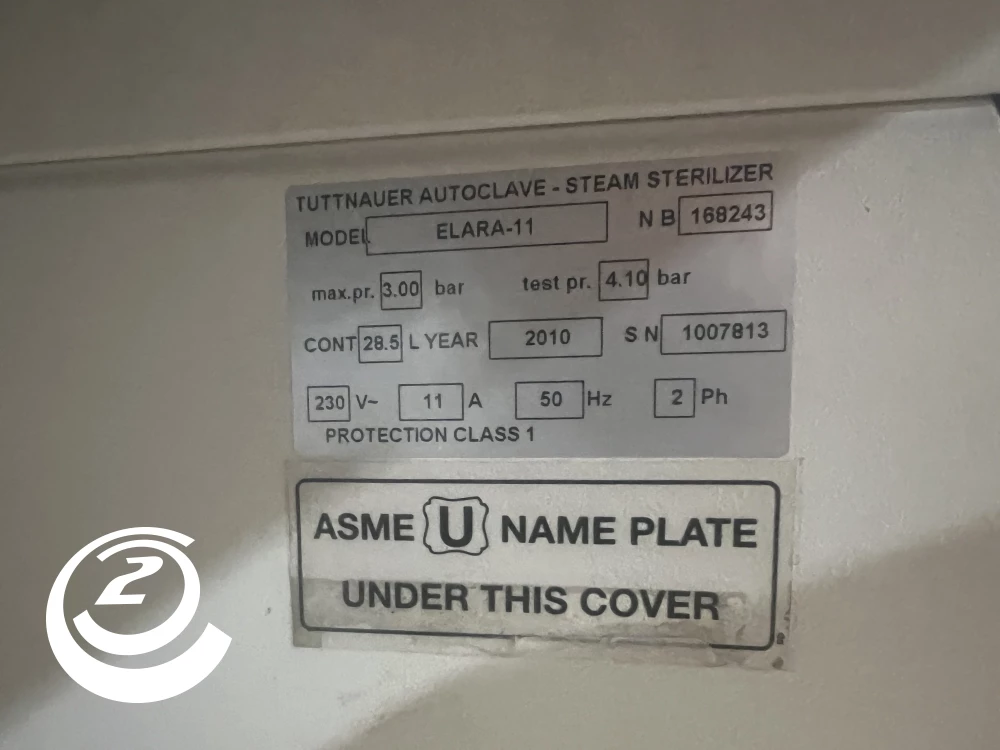 TUTTNAUER AUTOCLAVE - STEAM STERILIZER
MODEL ELARA-11 N B 168243
max.pr. 3.00 bar test pr. 4.10 bar
CONT 28.5 L YEAR 2010 S N 1007813
230 V~ 11 A 50 Hz 2 Ph
PROTECTION CLASS 1
ASME U NAME PLATE
UNDER THIS COVER
2